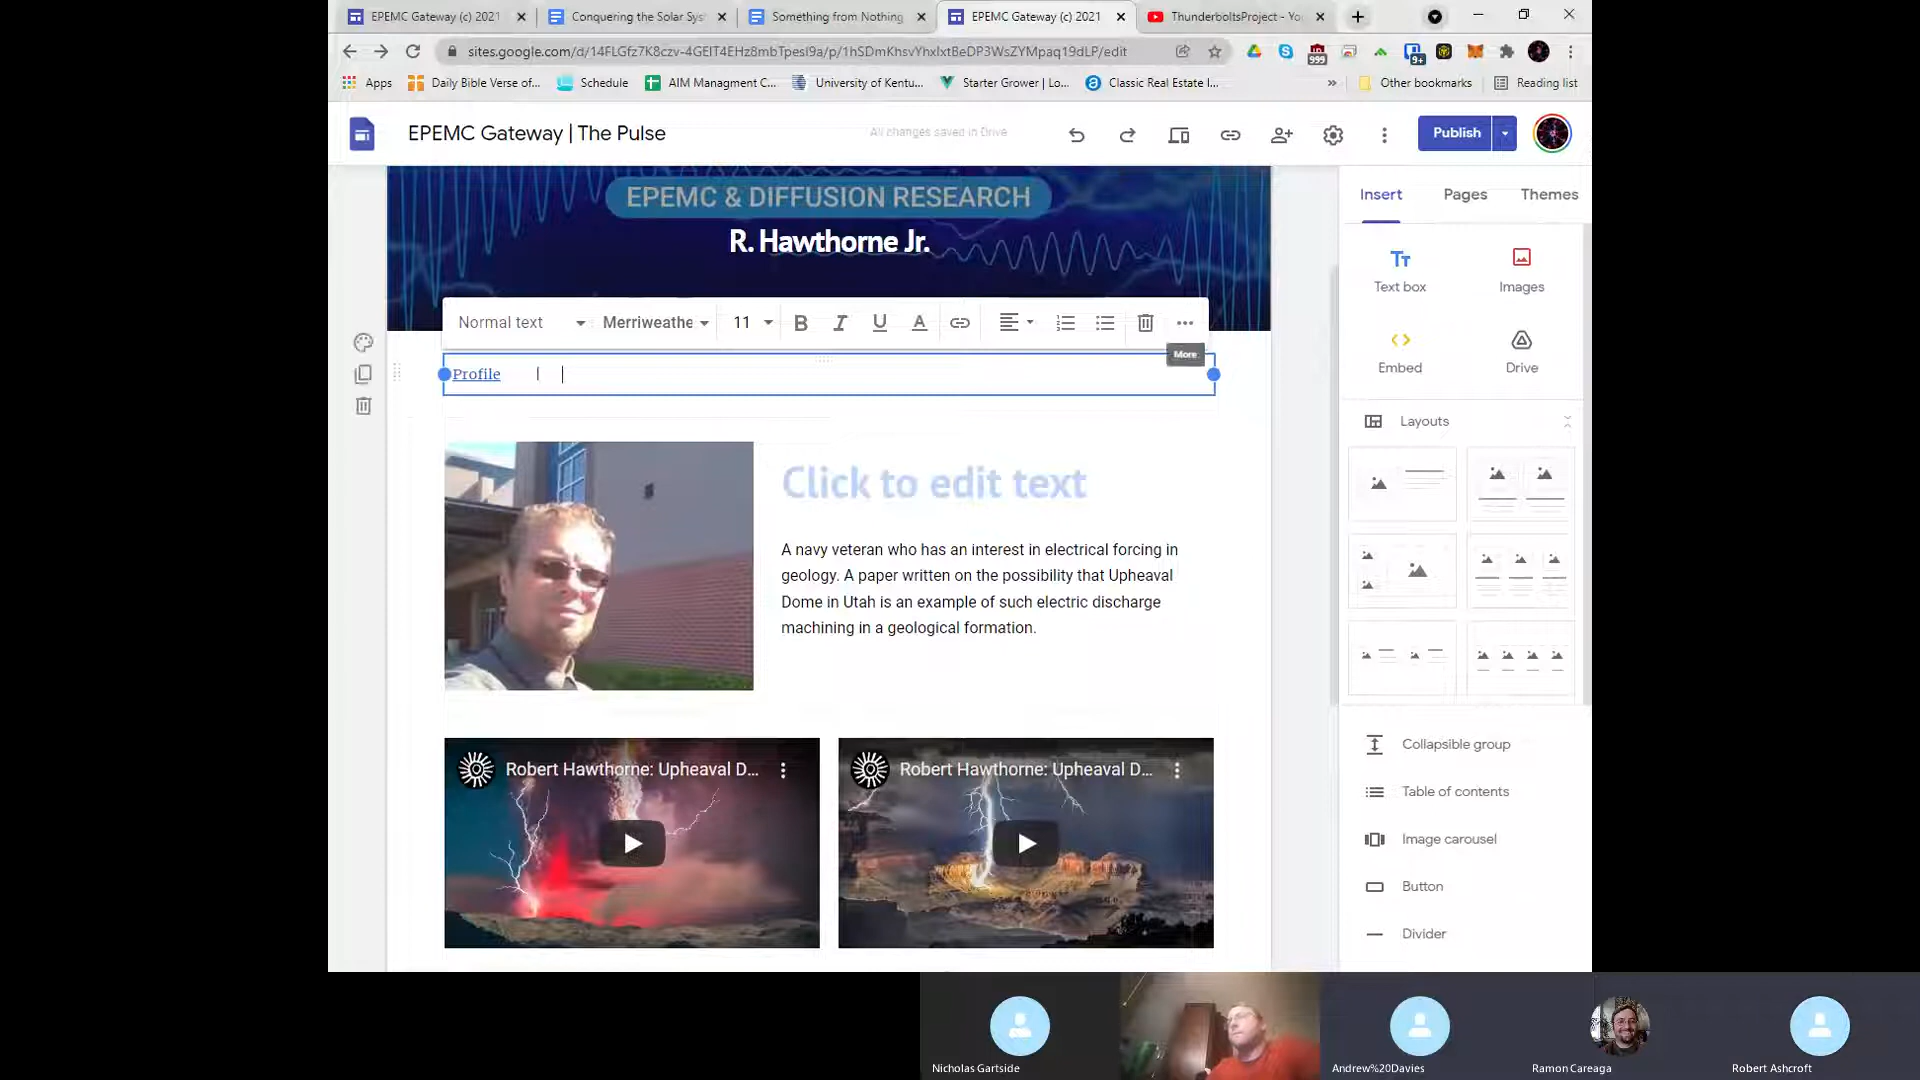 EPEMC Gateway (c) 2021
Conquering the Solar Sys
Something from Nothing
EPEMC Gateway (c) 2021
ThunderboltsProject - Yo
sites.google.com/d/14FLGfz7K8czv-4GElT4EHz8mbTpesi9a/p/1hSDmKhsvYhxlxtBeDP3WsZYMpaq19dLP/edit
999
9+
Apps
Daily Bible Verse of...
Schedule
AIM Managment C...
University of Kentu...
Starter Grower | Lo...
Classic Real Estate I...
»
Other bookmarks
Reading list
EPEMC Gateway | The Pulse
All changes saved in Drive
Publish
EPEMC & DIFFUSION RESEARCH
R. Hawthorne Jr.
Insert
Pages
Themes
Text box
Images
Embed
Drive
Normal text
Merriweathe
11
B I U A
More
Profile |
Layouts
Click to edit text
A navy veteran who has an interest in electrical forcing in
geology. A paper written on the possibility that Upheaval
Dome in Utah is an example of such electric discharge
machining in a geological formation.
Robert Hawthorne: Upheaval D...
Robert Hawthorne: Upheaval D...
Collapsible group
Table of contents
Image carousel
Button
Divider
Nicholas Gartside
Andrew%20Davies
Ramon Careaga
Robert Ashcroft